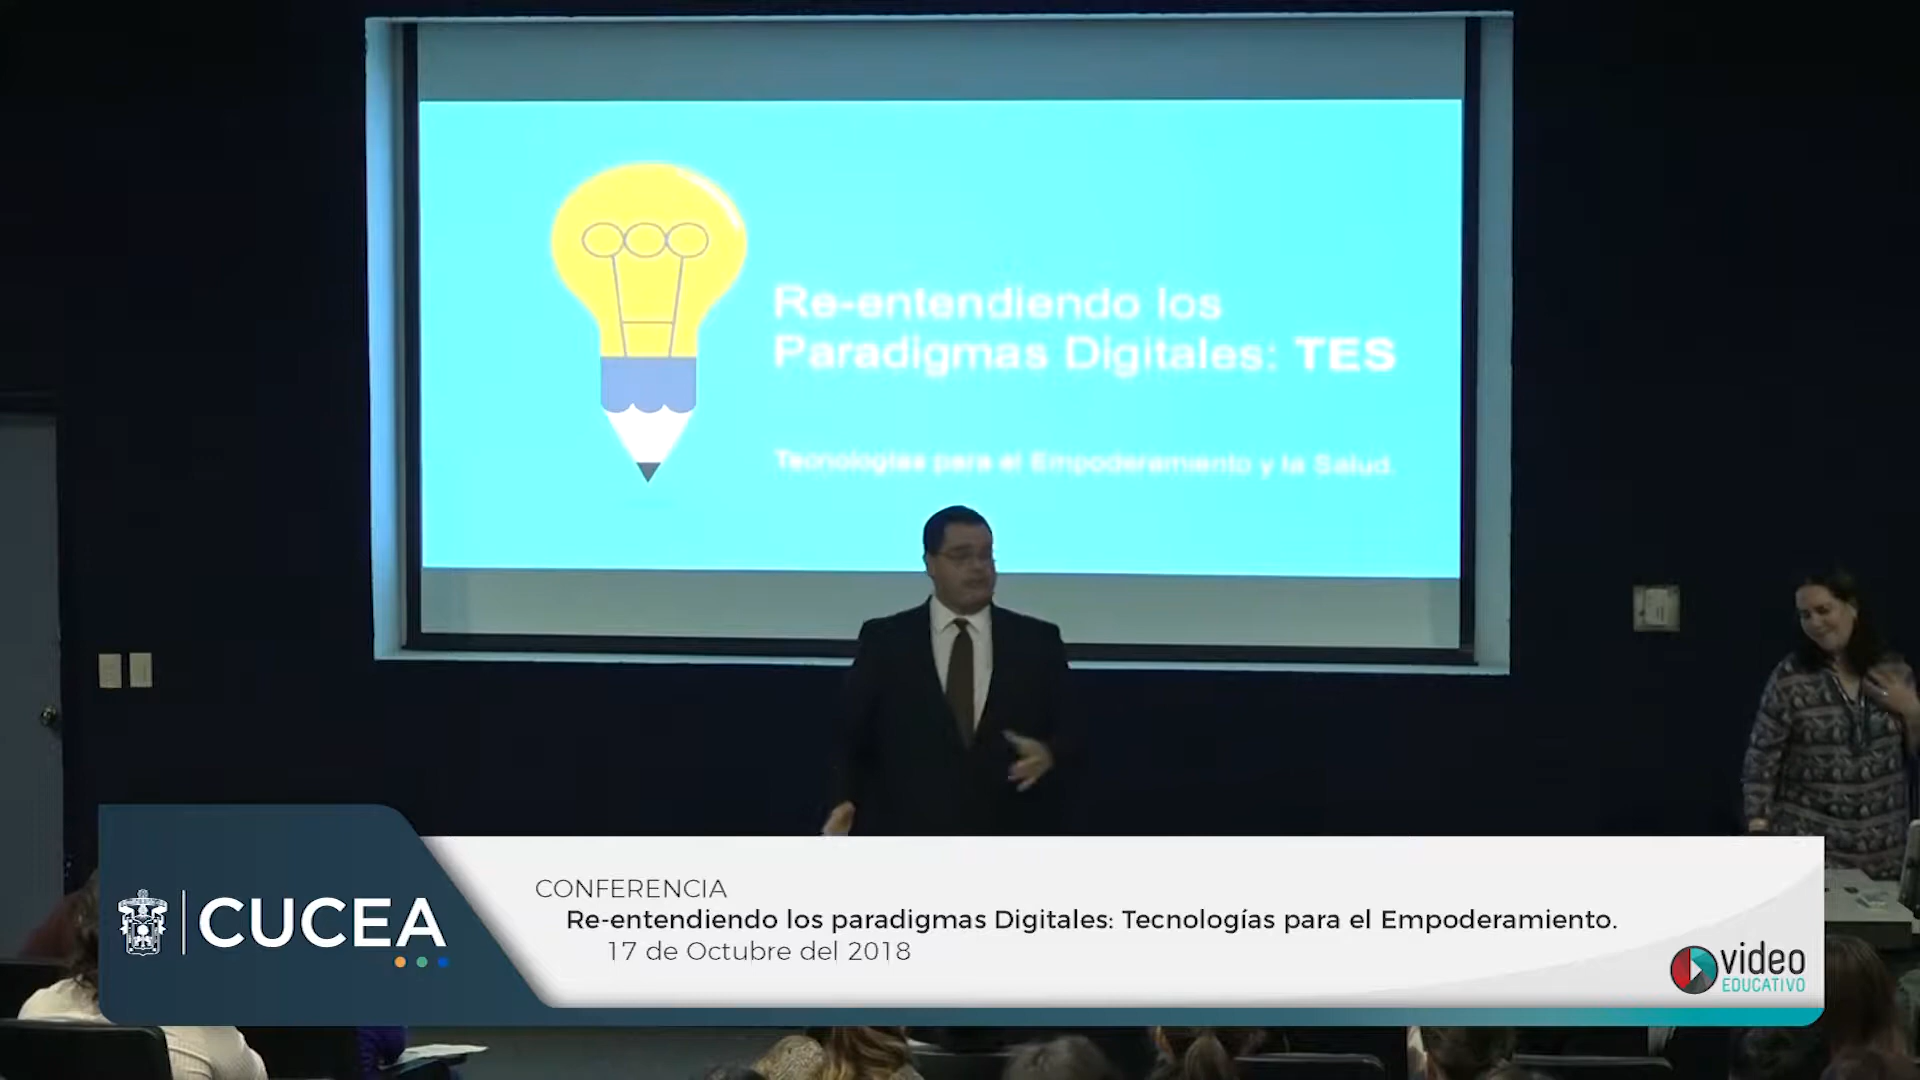 Re-entendiendo los
Paradigmas Digitales: TES
Tecnologías para el Empoderamiento y la Salud.
CUCEA
CONFERENCIA
Re-entendiendo los paradigmas Digitales: Tecnologías para el Empoderamiento.
17 de Octubre del 2018
video
EDUCATIVO